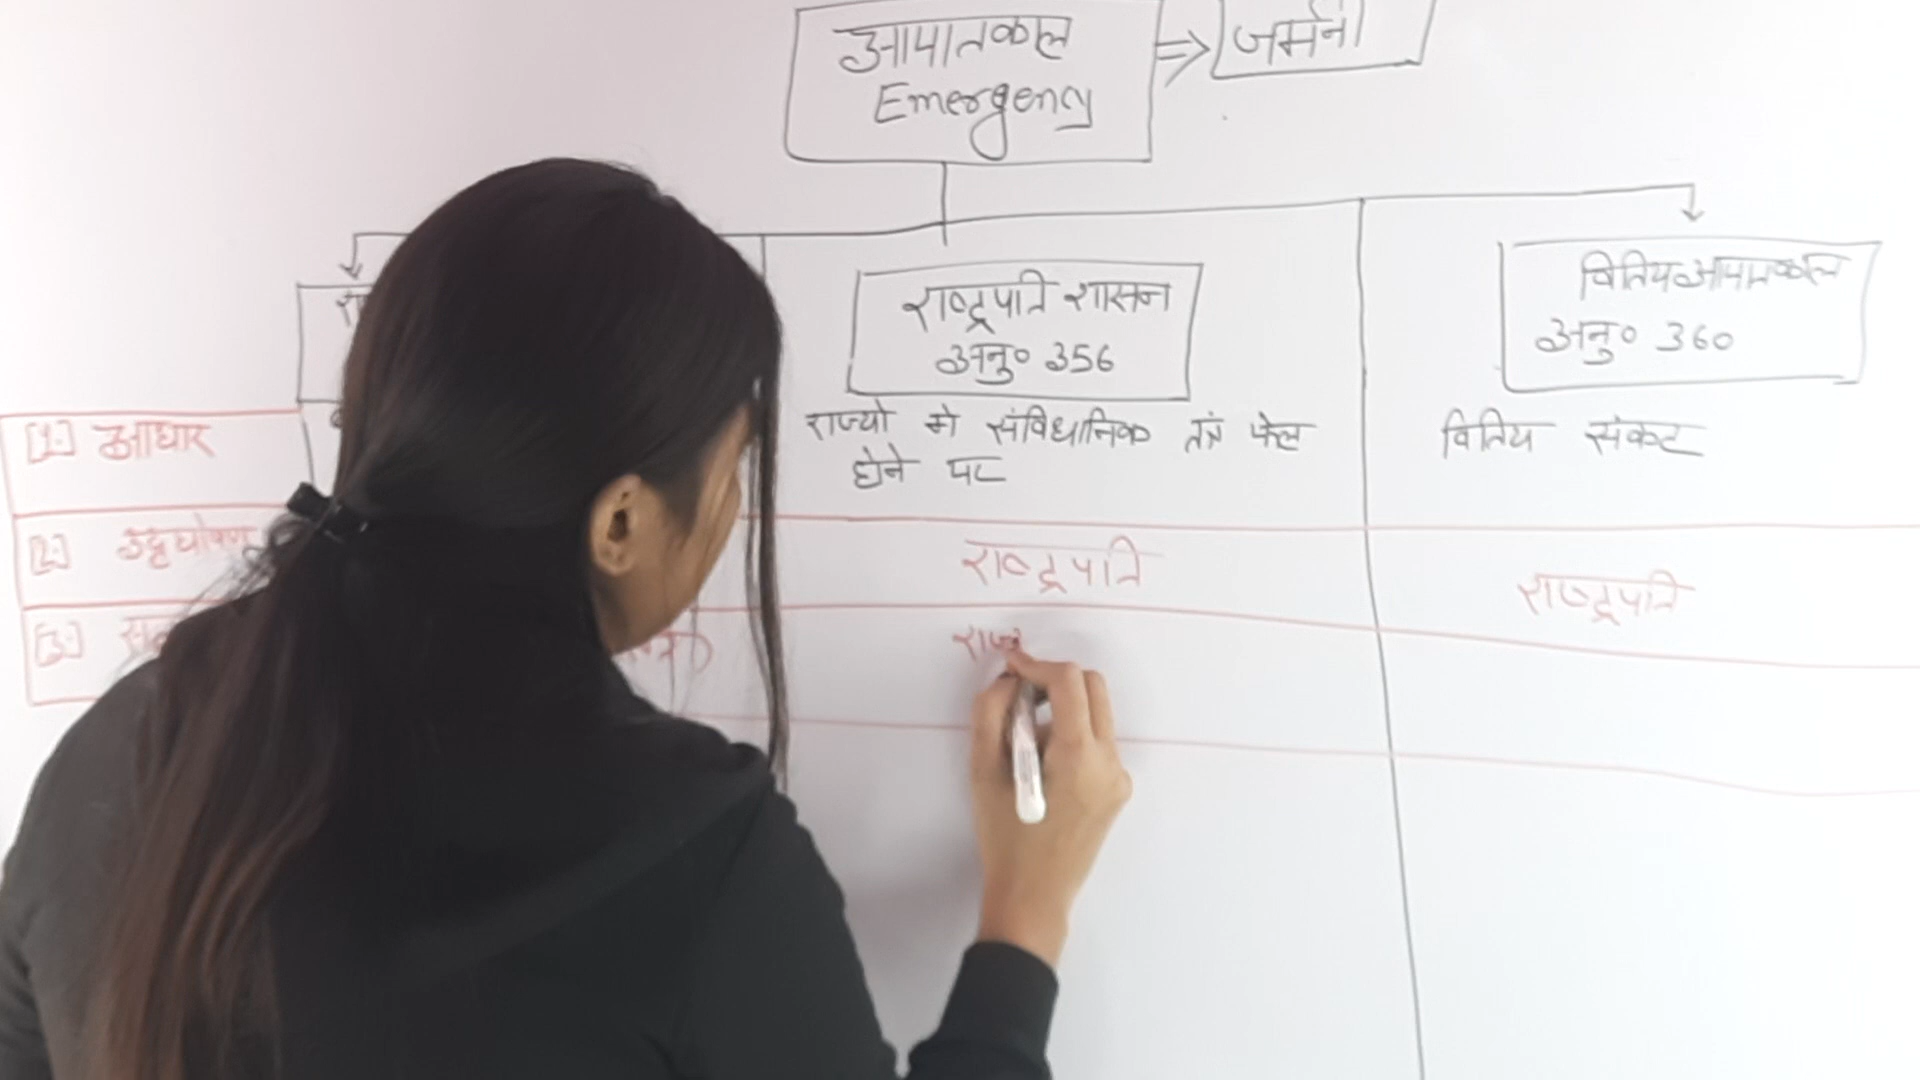 आपातकाल
Emergency
जर्मनी
राष्ट्रपति शासन
अनु० 356
वितिय आपातकाल
अनु० 360
[1.] आधार
राज्यो मे संविधानिक तंत्र फेल
होने पर
वितिय संकट
[2.] उद्घोषणा
राष्ट्रपति
राष्ट्रपति
[3.]
राज्य